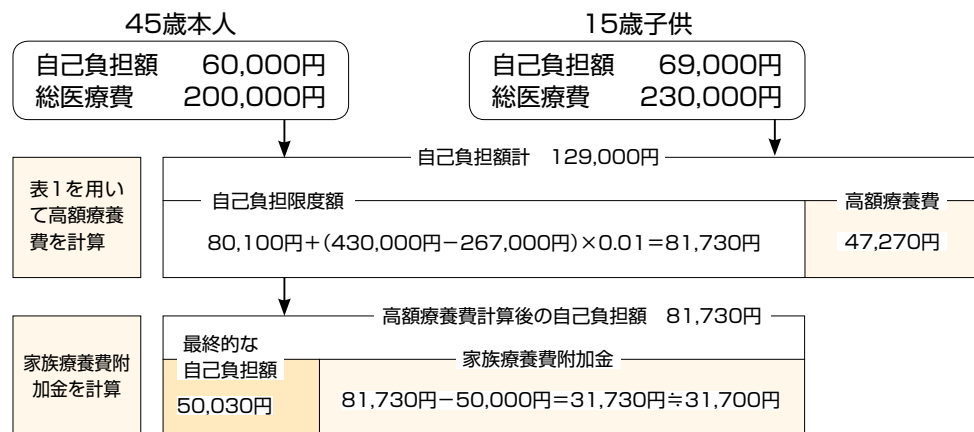 45歳本人
自己負担額 60,000円
総医療費 200,000円
15歳子供
自己負担額 69,000円
総医療費 230,000円
表1を用い
て高額療養
費を計算
自己負担額計 129,000円
自己負担限度額
80,100円+(430,000円−267,000円)×0.01=81,730円
高額療養費
47,270円
家族療養費附
加金を計算
高額療養費計算後の自己負担額 81,730円
最終的な
自己負担額
50,030円
家族療養費附加金
81,730円−50,000円=31,730円≒31,700円